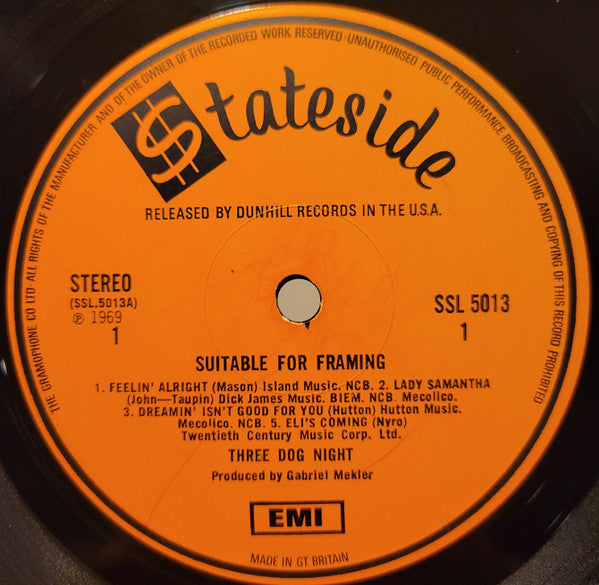 THE GRAMOPHONE CO LTD ALL RIGHTS OF THE MANUFACTURER AND OF THE OWNER OF THE RECORDED WORK RESERVED · UNAUTHORISED PUBLIC PERFORMANCE BROADCASTING AND COPYING OF THIS RECORD PROHIBITED
$tateside
RELEASED BY DUNHILL RECORDS IN THE U.S.A.
STEREO
(SSL.5013A)
℗ 1969
1
SSL 5013
1
SUITABLE FOR FRAMING
1. FEELIN' ALRIGHT (Mason) Island Music. NCB. 2. LADY SAMANTHA
(John—Taupin) Dick James Music. BIEM. NCB. Mecolico.
3. DREAMIN' ISN'T GOOD FOR YOU (Hutton) Hutton Music.
Mecolico. NCB. 5. ELI'S COMING (Nyro)
Twentieth Century Music Corp. Ltd.
THREE DOG NIGHT
Produced by Gabriel Mekler
EMI
MADE IN GT BRITAIN